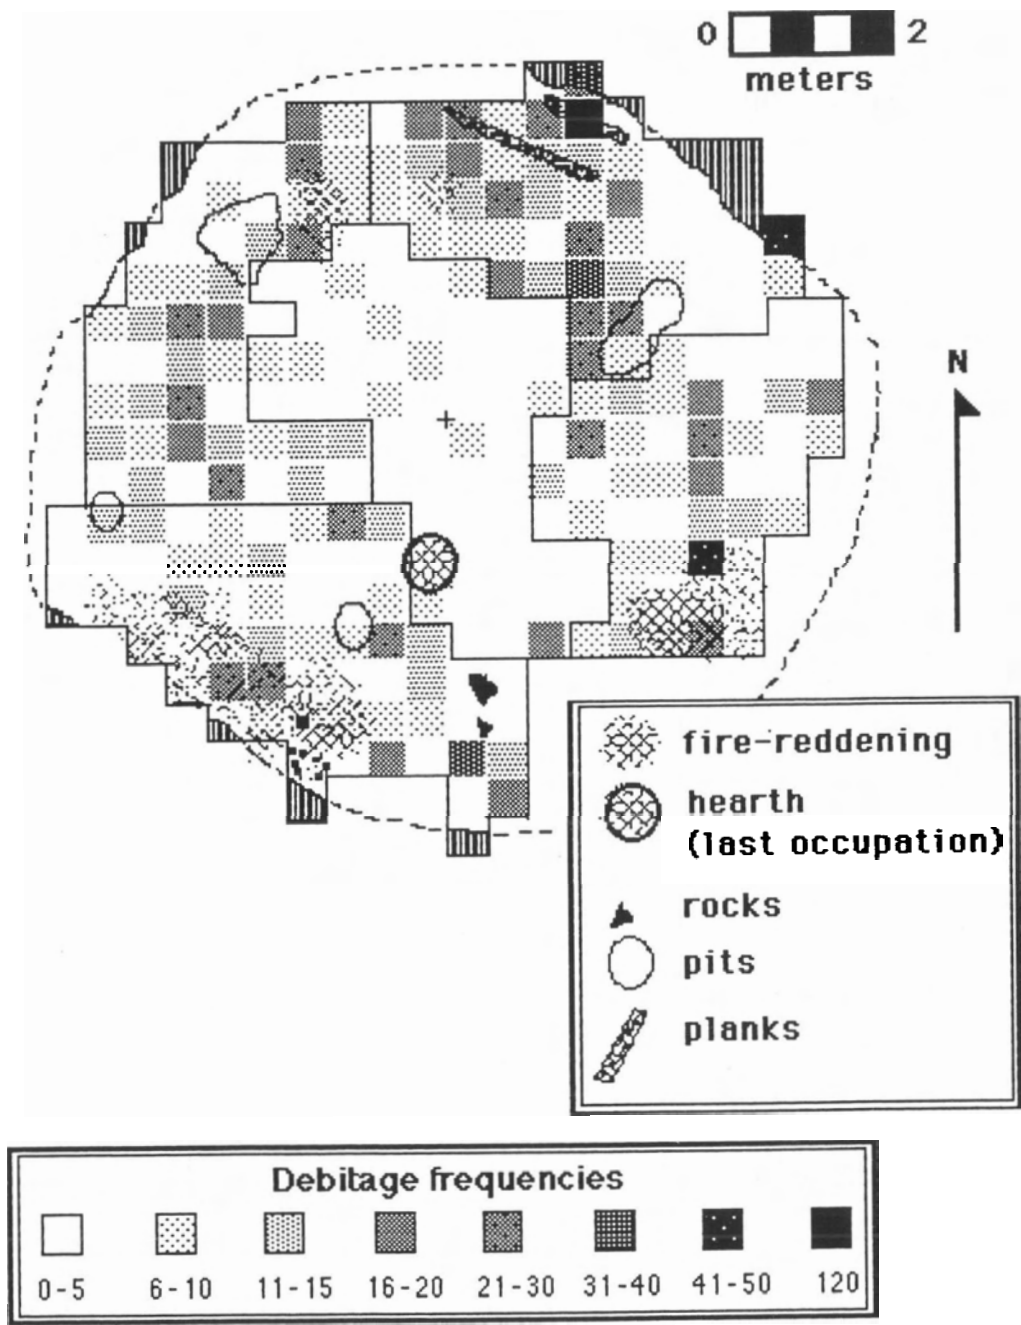 0 2
meters
N
fire-reddening
hearth
(last occupation)
rocks
pits
planks
Debitage frequencies
0-5 6-10 11-15 16-20 21-30 31-40 41-50 120